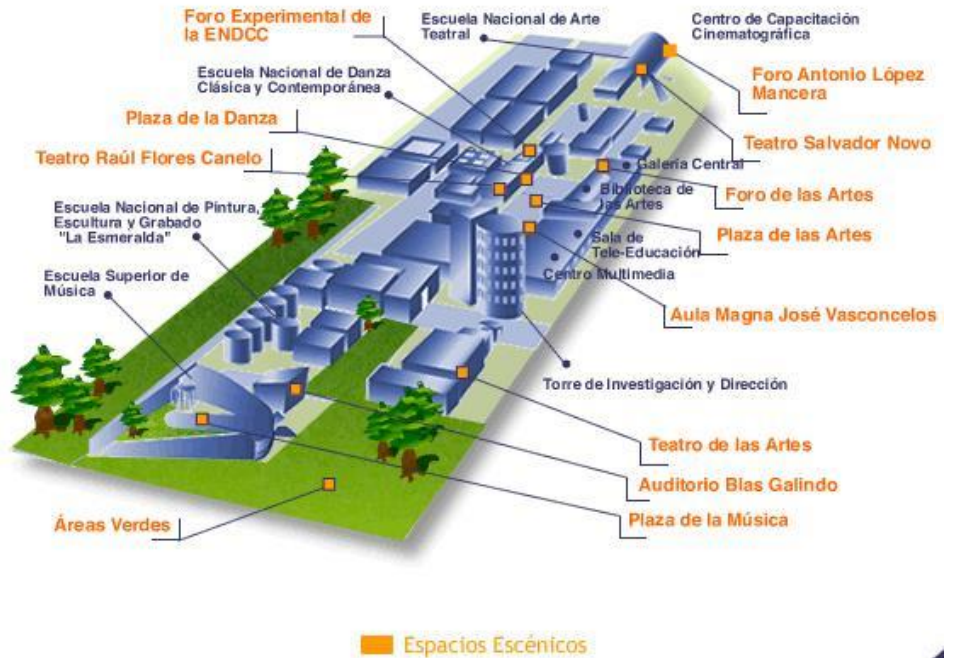 Foro Experimental de
la ENDCC
Escuela Nacional de Arte
Teatral
Centro de Capacitación
Cinematográfica
Escuela Nacional de Danza
Clásica y Contemporánea
Foro Antonio López
Mancera
Plaza de la Danza
Teatro Salvador Novo
Teatro Raúl Flores Canelo
Galería Central
Foro de las Artes
Biblioteca de
las Artes
Escuela Nacional de Pintura,
Escultura y Grabado
"La Esmeralda"
Plaza de las Artes
Sala de
Tele-Educación
Centro Multimedia
Escuela Superior de
Música
Aula Magna José Vasconcelos
Torre de Investigación y Dirección
Teatro de las Artes
Auditorio Blas Galindo
Plaza de la Música
Áreas Verdes
Espacios Escénicos